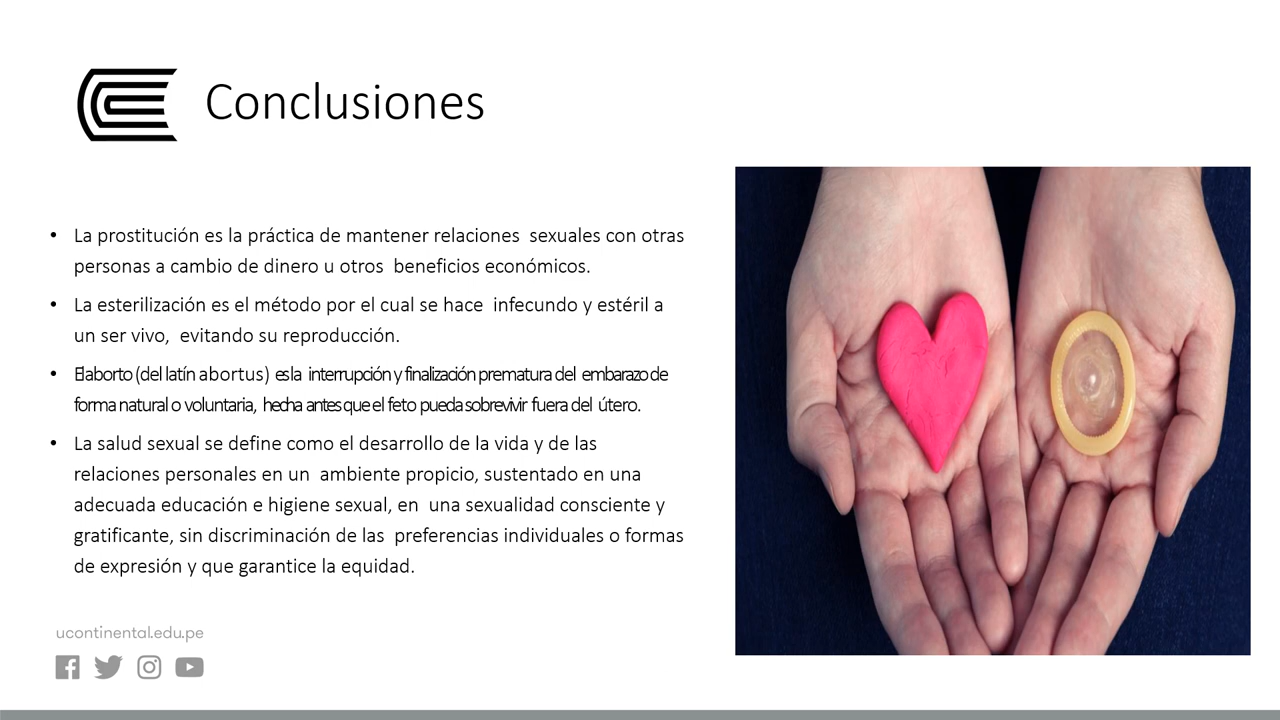 Conclusiones
• La prostitución es la práctica de mantener relaciones sexuales con otras
personas a cambio de dinero u otros beneficios económicos.
• La esterilización es el método por el cual se hace infecundo y estéril a
un ser vivo, evitando su reproducción.
• El aborto (del latín abortus) es la interrupción y finalización prematura del embarazo de
forma natural o voluntaria, hecha antes que el feto pueda sobrevivir fuera del útero.
• La salud sexual se define como el desarrollo de la vida y de las
relaciones personales en un ambiente propicio, sustentado en una
adecuada educación e higiene sexual, en una sexualidad consciente y
gratificante, sin discriminación de las preferencias individuales o formas
de expresión y que garantice la equidad.
ucontinental.edu.pe